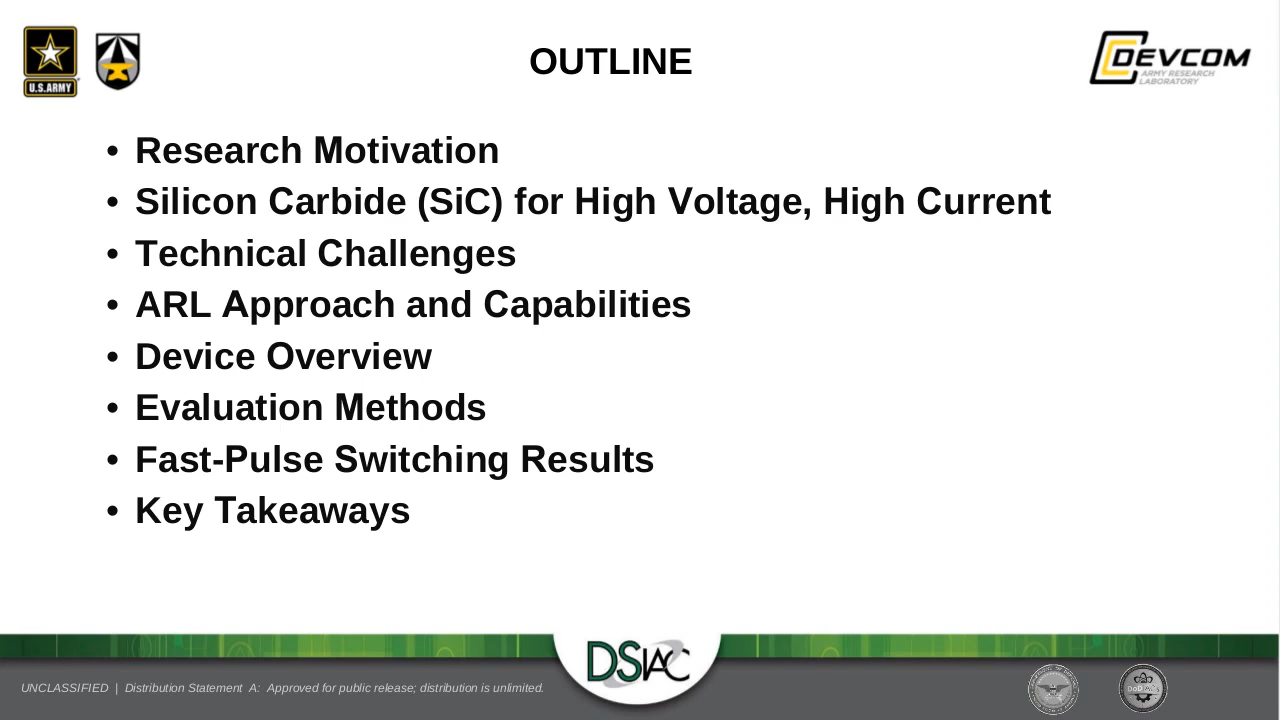 OUTLINE
U.S.ARMY
DEVCOM
ARMY RESEARCH
LABORATORY
• Research Motivation
• Silicon Carbide (SiC) for High Voltage, High Current
• Technical Challenges
• ARL Approach and Capabilities
• Device Overview
• Evaluation Methods
• Fast-Pulse Switching Results
• Key Takeaways
UNCLASSIFIED | Distribution Statement A: Approved for public release; distribution is unlimited.
DSIAC
DoD IACs